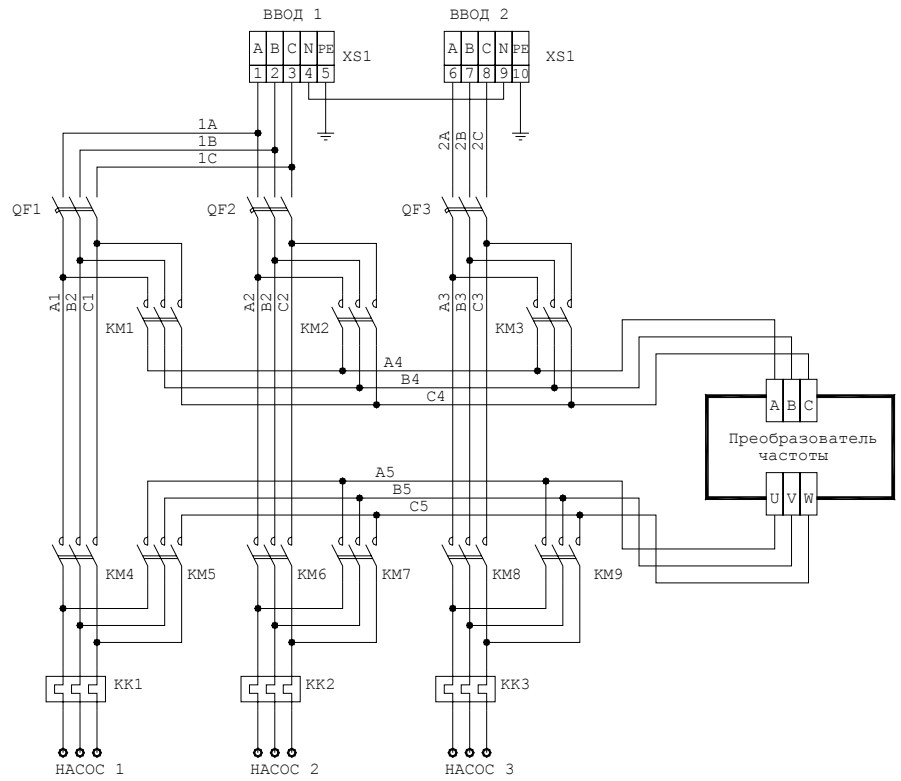 ВВОД 1
ВВОД 2
A B C N PE
XS1
1 2 3 4 5
A B C N PE
XS1
6 7 8 9 10
1A
1B
1C
2A
2B
2C
QF1
QF2
QF3
A1
B2
C1
KM1
A2
B2
C2
KM2
A3
B3
C3
KM3
A4
B4
C4
A B C
Преобразователь
частоты
U V W
A5
B5
C5
KM4
KM5
KM6
KM7
KM8
KM9
KK1
KK2
KK3
НАСОС 1
НАСОС 2
НАСОС 3